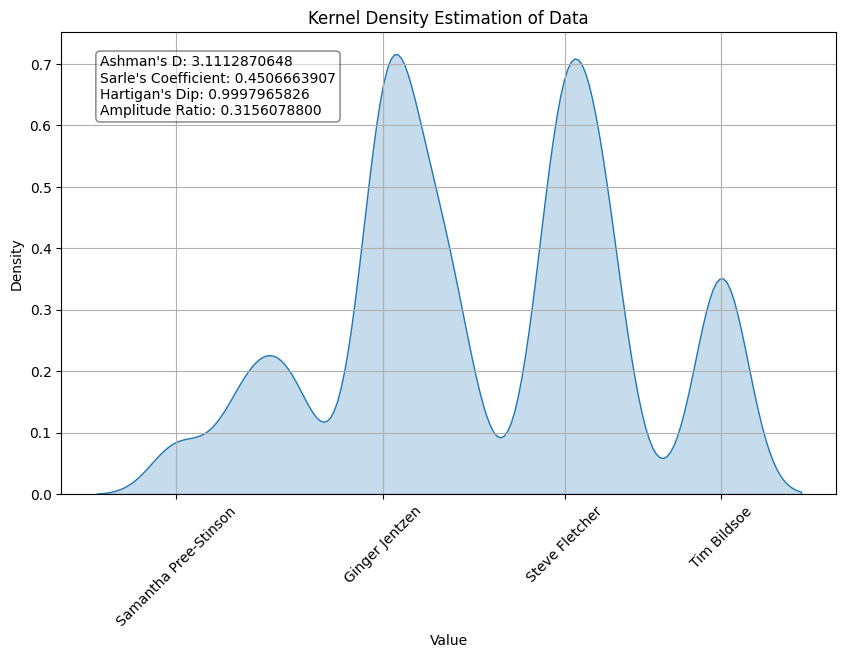 Kernel Density Estimation of Data
Ashman's D: 3.1112870648
Sarle's Coefficient: 0.4506663907
Hartigan's Dip: 0.9997965826
Amplitude Ratio: 0.3156078800
Density
0.7
0.6
0.5
0.4
0.3
0.2
0.1
0.0
Samantha Pree-Stinson
Ginger Jentzen
Steve Fletcher
Tim Bildsoe
Value